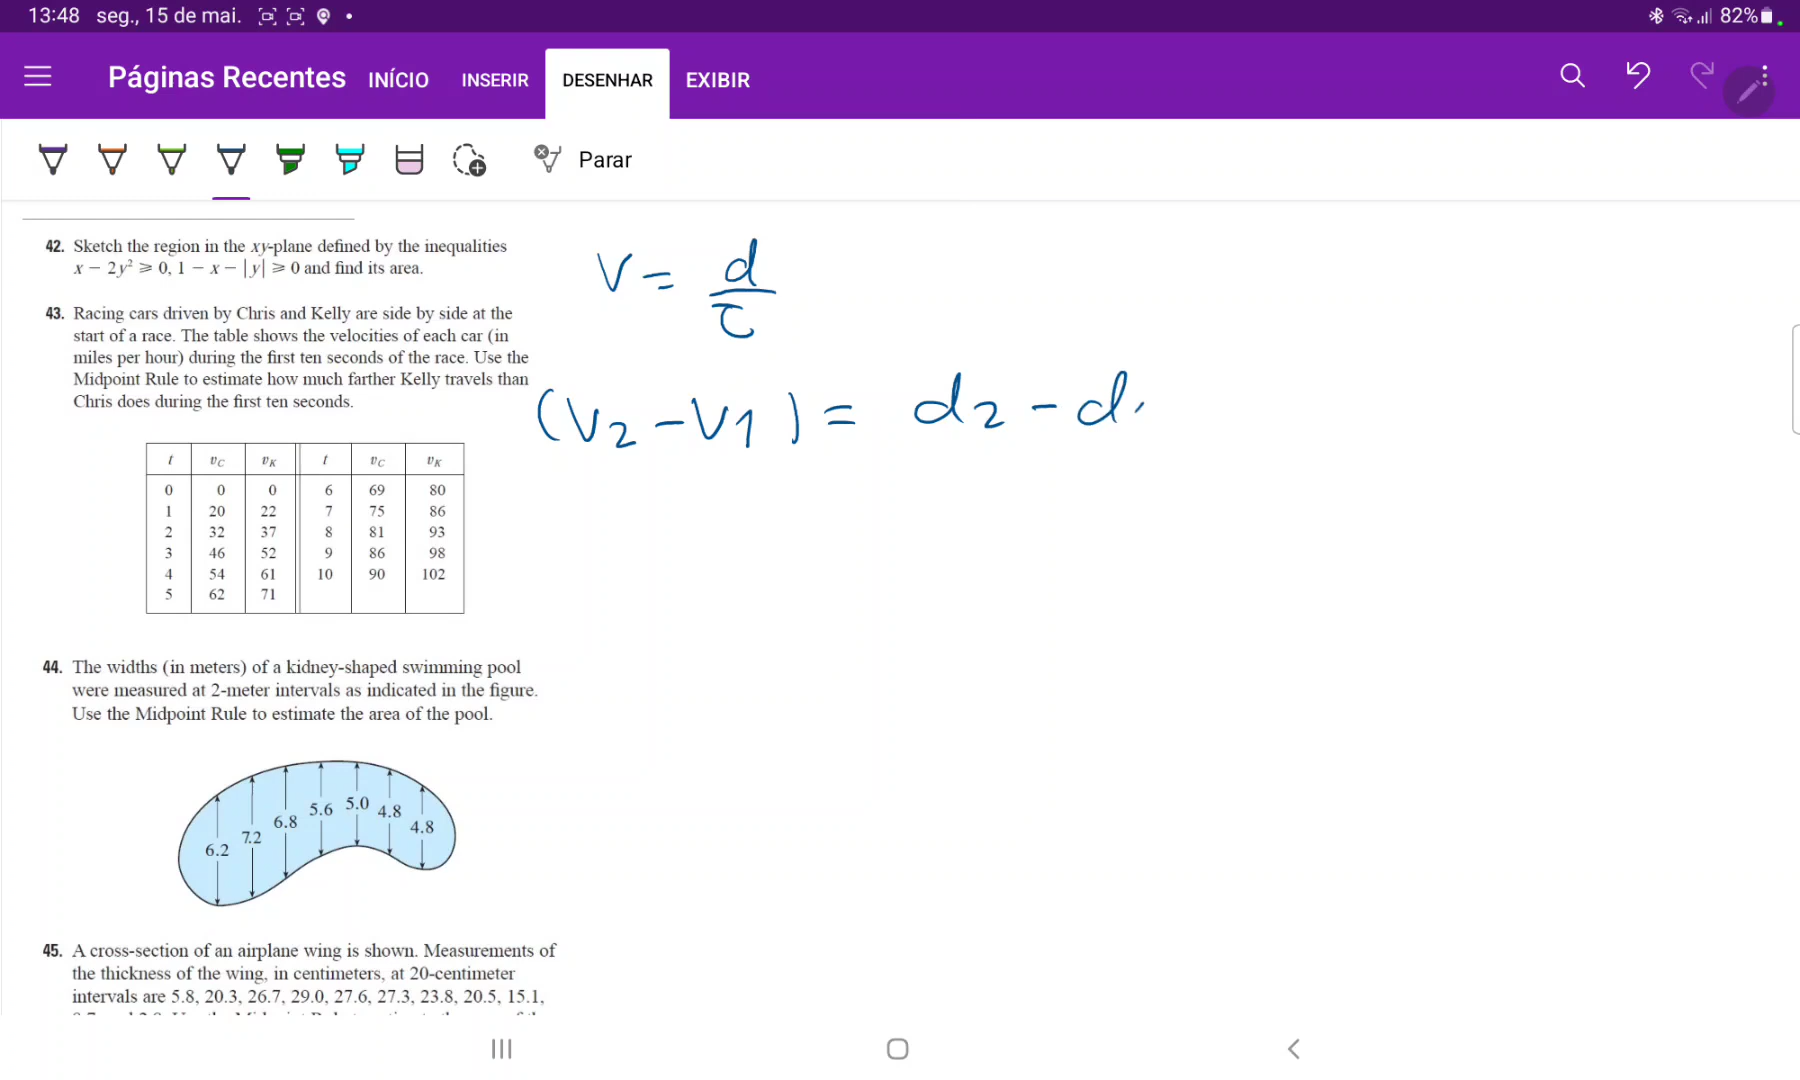 13:48 seg., 15 de mai. 82%
Páginas Recentes INÍCIO INSERIR DESENHAR EXIBIR
Parar
42. Sketch the region in the xy-plane defined by the inequalities
x − 2y² ⩾ 0, 1 − x − |y| ⩾ 0 and find its area.
43. Racing cars driven by Chris and Kelly are side by side at the
start of a race. The table shows the velocities of each car (in
miles per hour) during the first ten seconds of the race. Use the
Midpoint Rule to estimate how much farther Kelly travels than
Chris does during the first ten seconds.
t vC vK t vC vK
0 0 0 6 69 80
1 20 22 7 75 86
2 32 37 8 81 93
3 46 52 9 86 98
4 54 61 10 90 102
5 62 71
44. The widths (in meters) of a kidney-shaped swimming pool
were measured at 2-meter intervals as indicated in the figure.
Use the Midpoint Rule to estimate the area of the pool.
6.2 7.2 6.8 5.6 5.0 4.8 4.8
45. A cross-section of an airplane wing is shown. Measurements of
the thickness of the wing, in centimeters, at 20-centimeter
intervals are 5.8, 20.3, 26.7, 29.0, 27.6, 27.3, 23.8, 20.5, 15.1,
V = d
(V2 − V1) = d2 − d